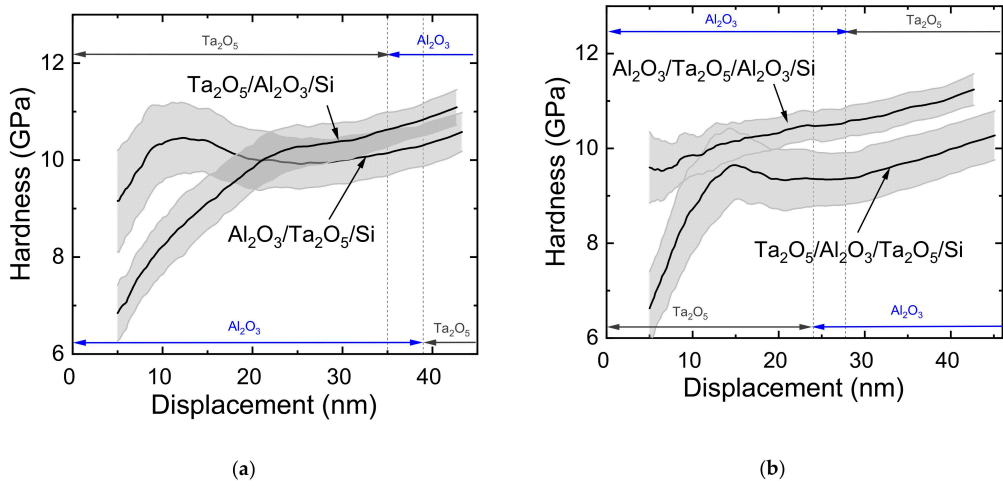 Ta₂O₅
Al₂O₃
Ta₂O₅/Al₂O₃/Si
Al₂O₃/Ta₂O₅/Si
Al₂O₃
Ta₂O₅
Hardness (GPa)
12
10
8
6
0
10
20
30
40
Displacement (nm)
(a)
Al₂O₃
Ta₂O₅
Al₂O₃/Ta₂O₅/Al₂O₃/Si
Ta₂O₅/Al₂O₃/Ta₂O₅/Si
Ta₂O₅
Al₂O₃
Hardness (GPa)
12
10
8
6
0
10
20
30
40
Displacement (nm)
(b)